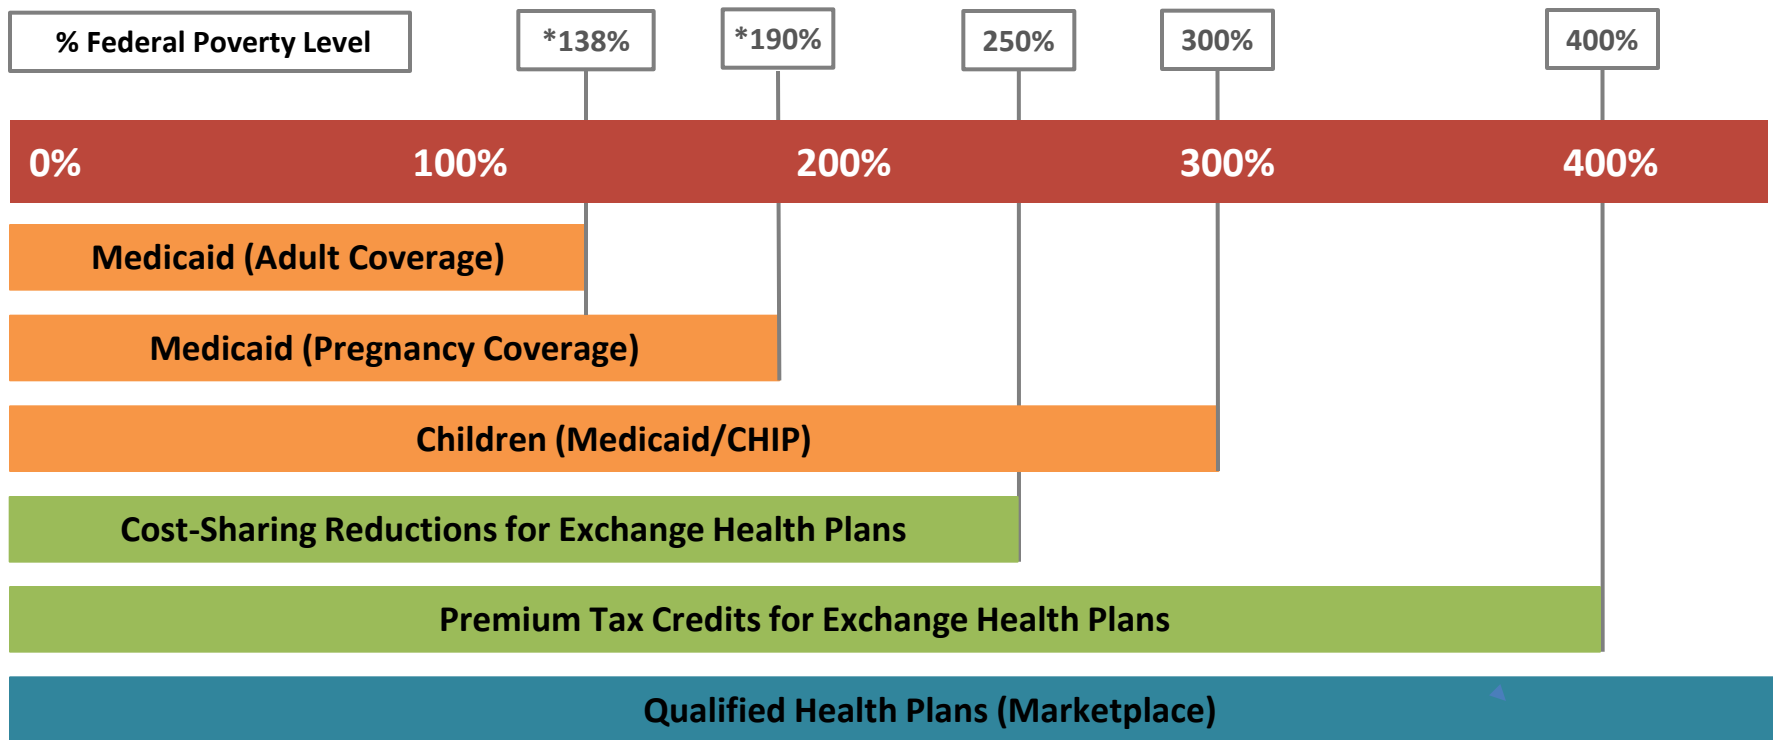 % Federal Poverty Level
*138%
*190%
250%
300%
400%
0%
100%
200%
300%
400%
Medicaid (Adult Coverage)
Medicaid (Pregnancy Coverage)
Children (Medicaid/CHIP)
Cost-Sharing Reductions for Exchange Health Plans
Premium Tax Credits for Exchange Health Plans
Qualified Health Plans (Marketplace)